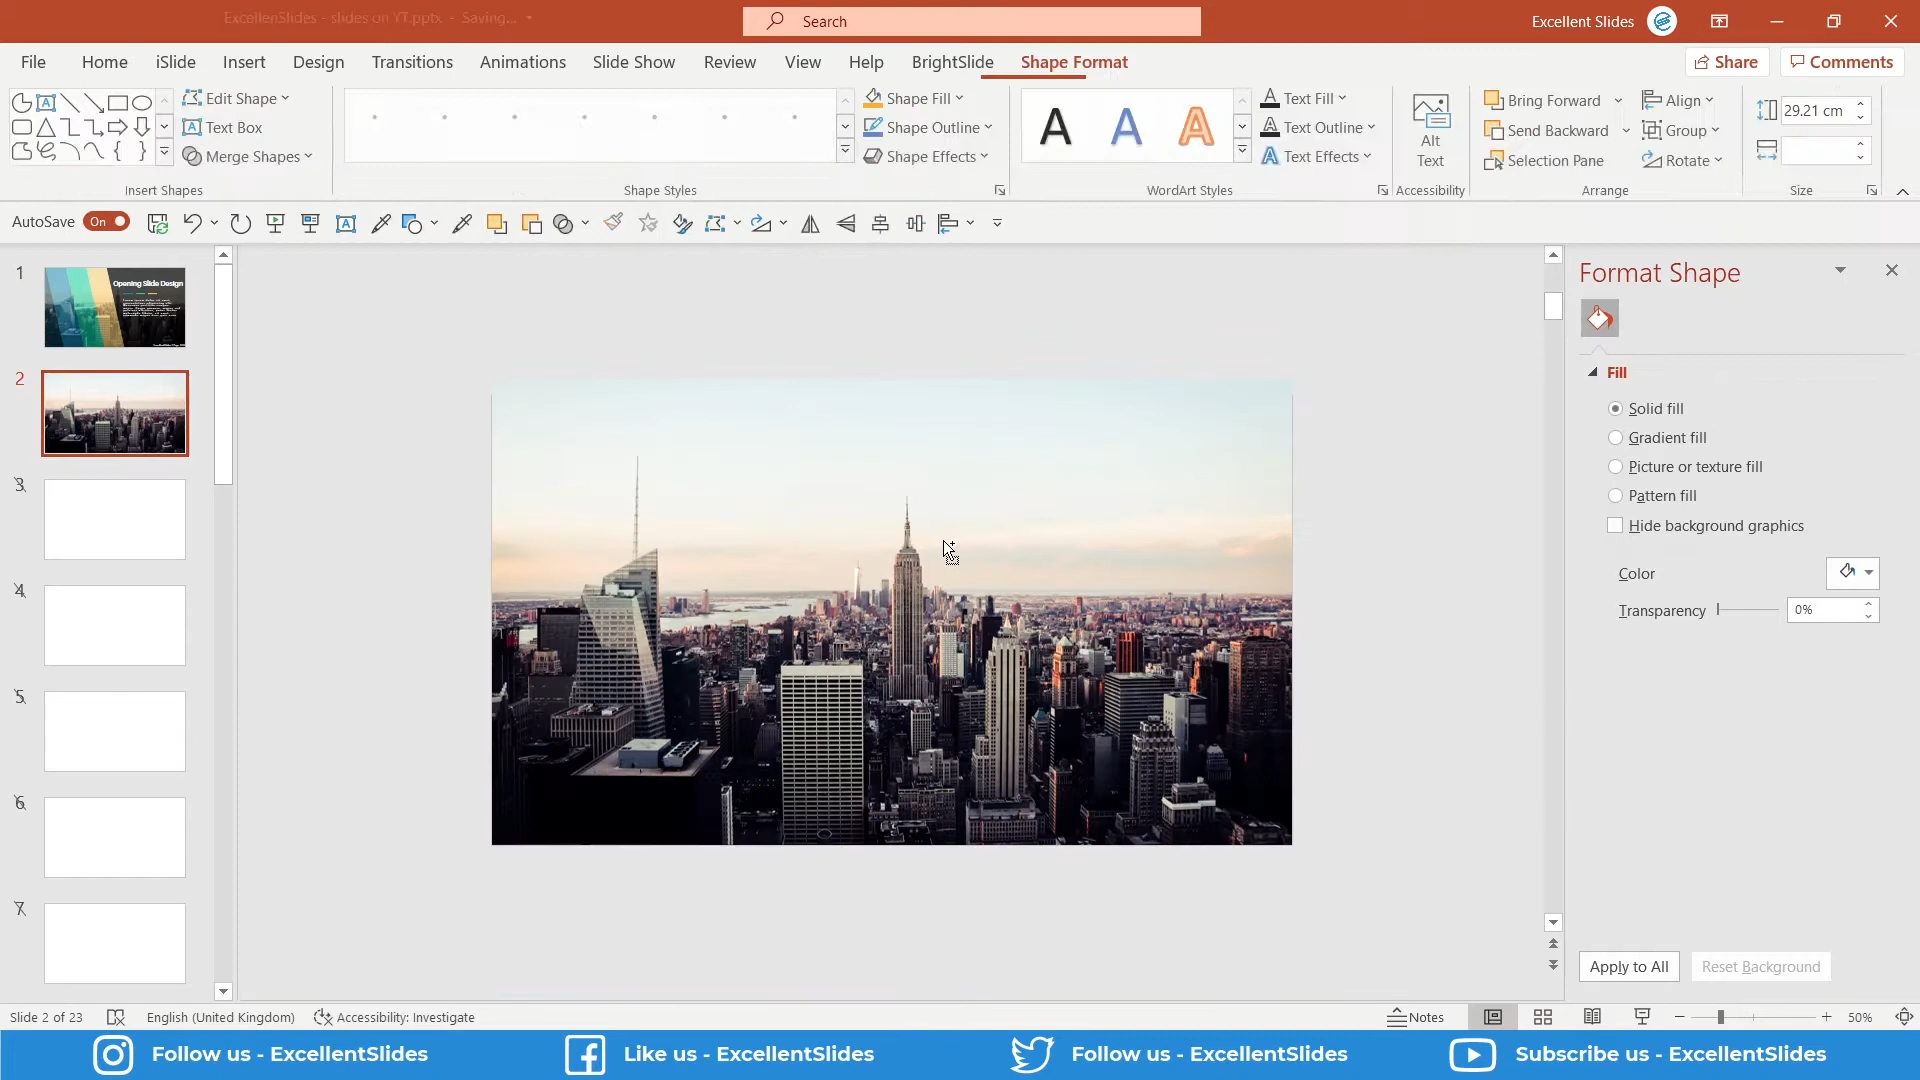 ExcellenSlides - slides on YT.pptx - Saving...
Search
Excellent Slides
File Home iSlide Insert Design Transitions Animations Slide Show Review View Help BrightSlide Shape Format
Share
Comments
Edit Shape
Text Box
Merge Shapes
Insert Shapes
Shape Fill
Shape Outline
Shape Effects
Shape Styles
A A A
Text Fill
Text Outline
Text Effects
WordArt Styles
Alt
Text
Accessibility
Bring Forward
Send Backward
Selection Pane
Align
Group
Rotate
Arrange
29.21 cm
Size
AutoSave On
1
Opening Slide Design
2
3
4
5
6
7
Format Shape
Fill
Solid fill
Gradient fill
Picture or texture fill
Pattern fill
Hide background graphics
Color
Transparency 0%
Apply to All
Reset Background
Slide 2 of 23
English (United Kingdom)
Accessibility: Investigate
Notes
50%
Follow us - ExcellentSlides
Like us - ExcellentSlides
Follow us - ExcellentSlides
Subscribe us - ExcellentSlides